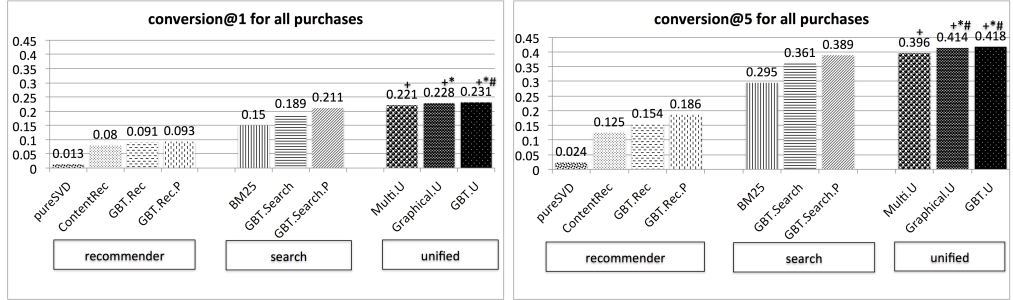 conversion@1 for all purchases
0.45
0.4
0.35
0.3
0.25
0.2
0.15
0.1
0.05
0
0.013
0.08
0.091
0.093
0.15
0.189
0.211
+
0.221
+*
0.228
+*#
0.231
pureSVD
ContentRec
GBT.Rec
GBT.Rec.P
BM25
GBT.Search
GBT.Search.P
Multi.U
Graphical.U
GBT.U
recommender
search
unified
conversion@5 for all purchases
0.45
0.4
0.35
0.3
0.25
0.2
0.15
0.1
0.05
0
0.024
0.125
0.154
0.186
0.295
0.361
0.389
+
0.396
+*#
0.414
+*#
0.418
pureSVD
ContentRec
GBT.Rec
GBT.Rec.P
BM25
GBT.Search
GBT.Search.P
Multi.U
Graphical.U
GBT.U
recommender
search
unified